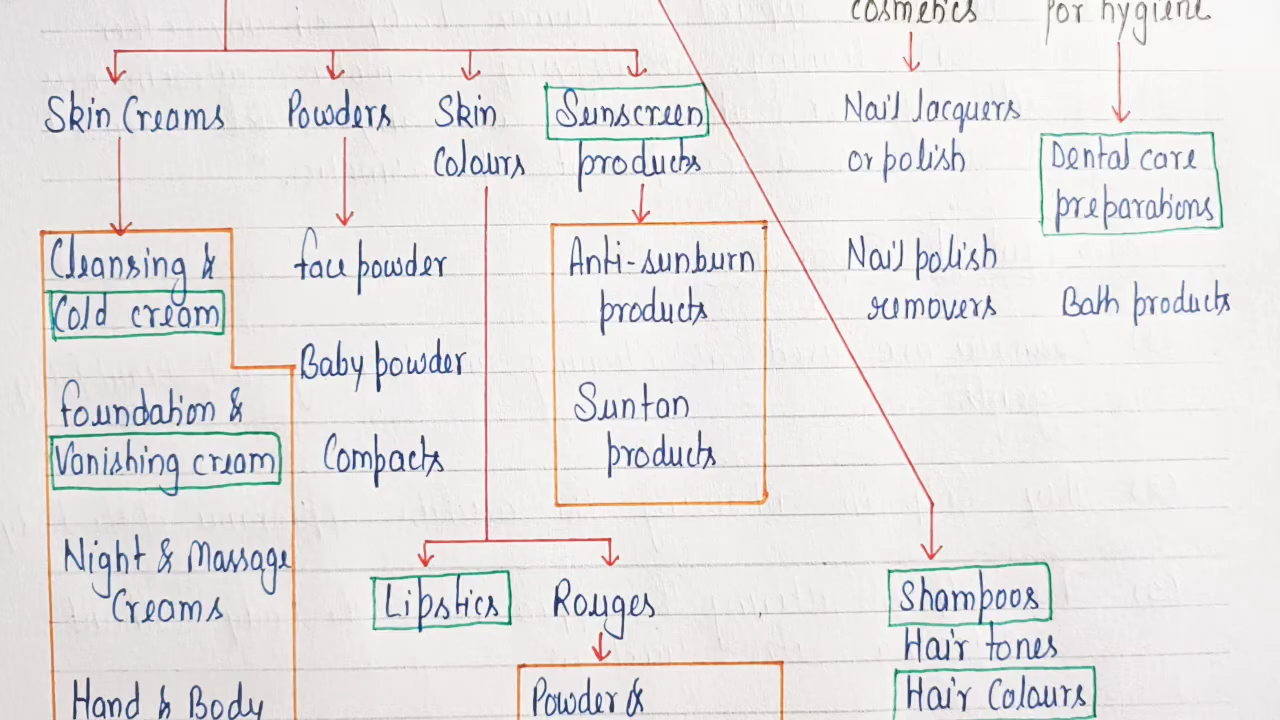 cosmetics
for hygiene
Skin Creams
Powders
Skin
Colours
Sunscreen
products
Nail lacquers
or polish
Dental care
preparations
Cleansing &
Cold cream
face powder
Anti-sunburn
products
Nail polish
removers
Bath products
Baby powder
foundation &
Vanishing cream
Compacts
Suntan
products
Night & Massage
Creams
Lipstics
Rouges
Shampoos
Hair tones
Hair Colours
Hand & Body
Powder &